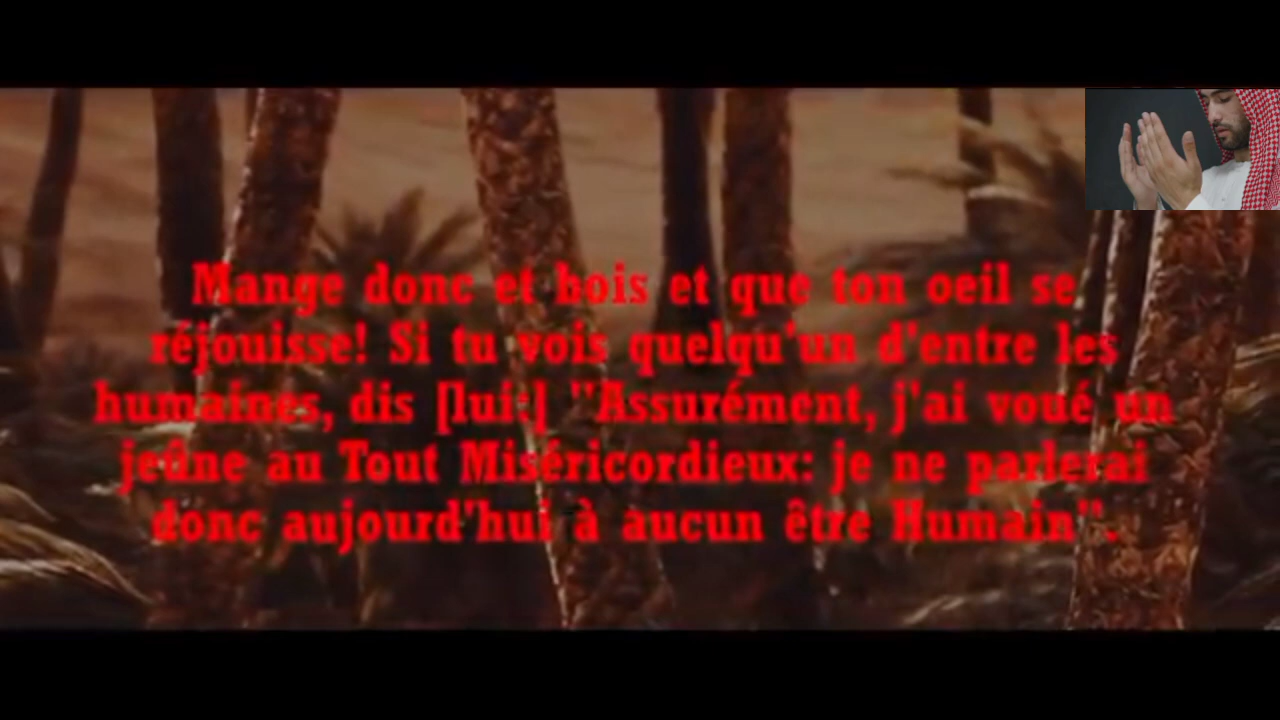 Mange donc et bois et que ton oeil se
réjouisse! Si tu vois quelqu'un d'entre les
humaines, dis [lui:] "Assurément, j'ai voué un
jeûne au Tout Miséricordieux: je ne parlerai
donc aujourd'hui à aucun être Humain".